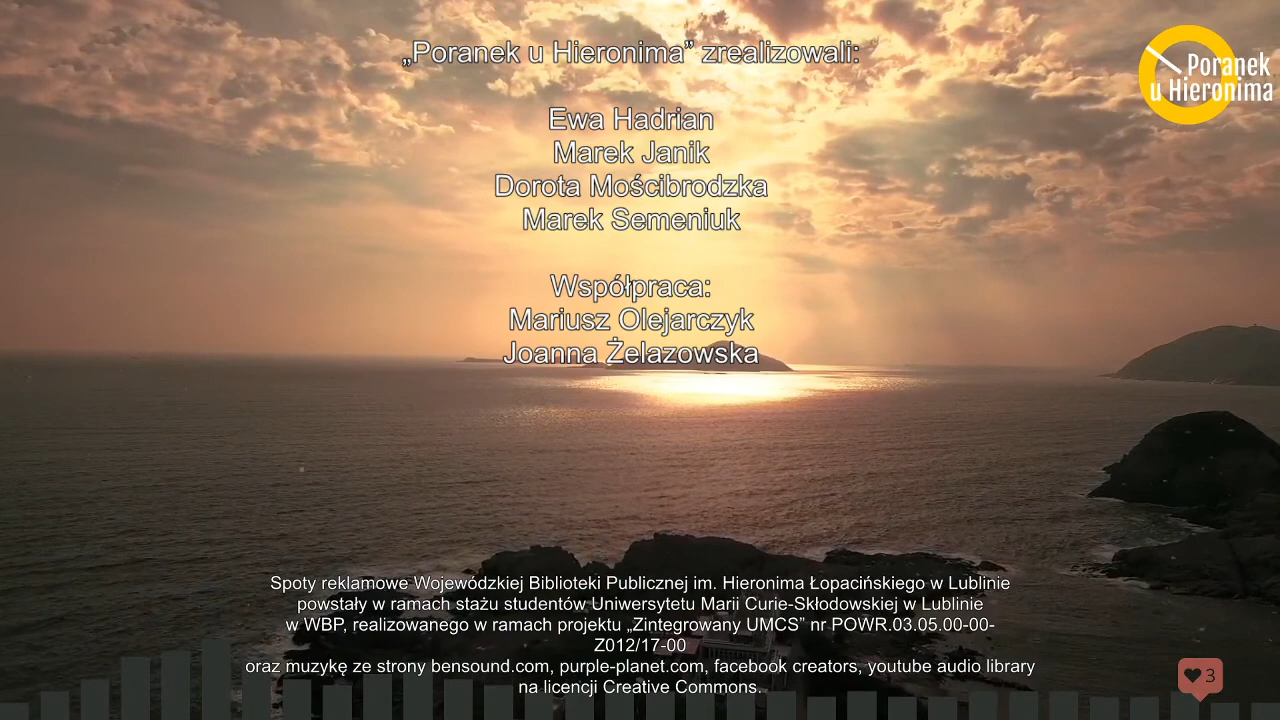 „Poranek u Hieronima” zrealizowali:
Poranek
u Hieronima
Ewa Hadrian
Marek Janik
Dorota Mościbrodzka
Marek Semeniuk
Współpraca:
Mariusz Olejarczyk
Joanna Żelazowska
Spoty reklamowe Wojewódzkiej Biblioteki Publicznej im. Hieronima Łopacińskiego w Lublinie
powstały w ramach stażu studentów Uniwersytetu Marii Curie-Skłodowskiej w Lublinie
w WBP, realizowanego w ramach projektu „Zintegrowany UMCS” nr POWR.03.05.00-00-
Z012/17-00
oraz muzykę ze strony bensound.com, purple-planet.com, facebook creators, youtube audio library
na licencji Creative Commons.
3